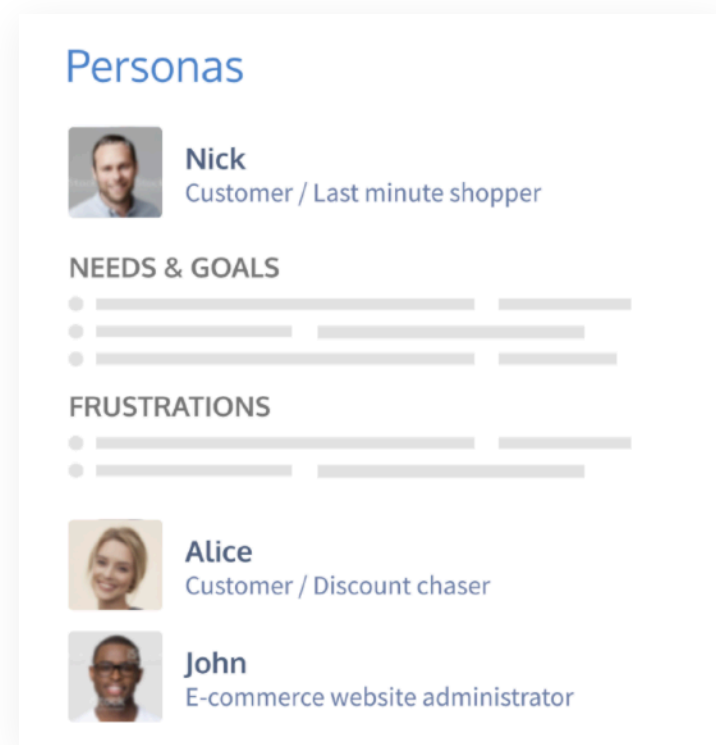 Personas
Nick
Customer / Last minute shopper
NEEDS & GOALS
FRUSTRATIONS
Alice
Customer / Discount chaser
John
E-commerce website administrator